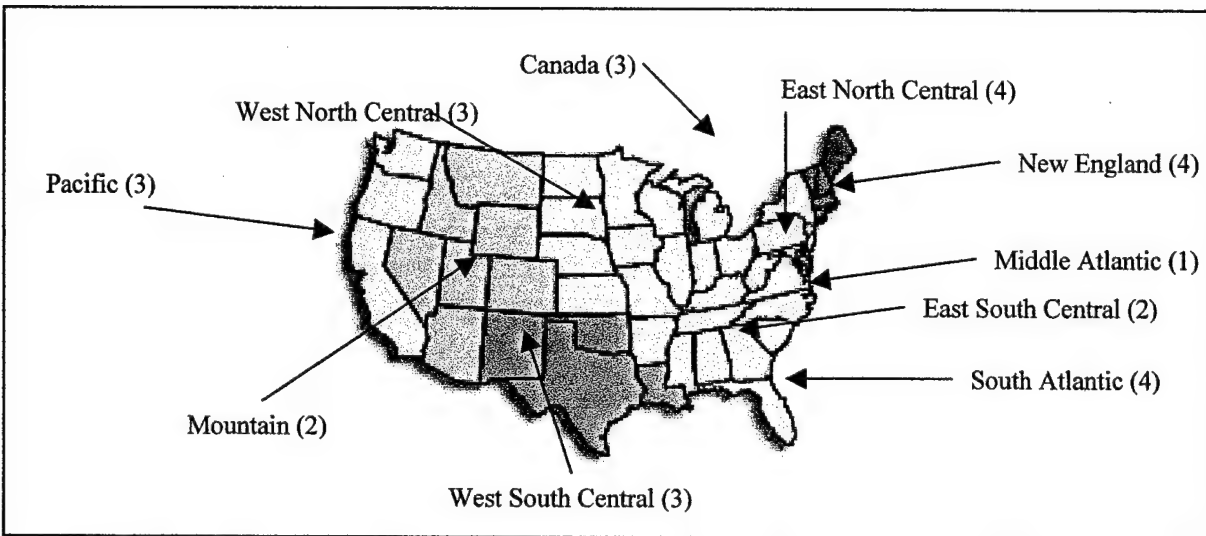 Canada (3)
East North Central (4)
West North Central (3)
New England (4)
Pacific (3)
Middle Atlantic (1)
East South Central (2)
South Atlantic (4)
Mountain (2)
West South Central (3)